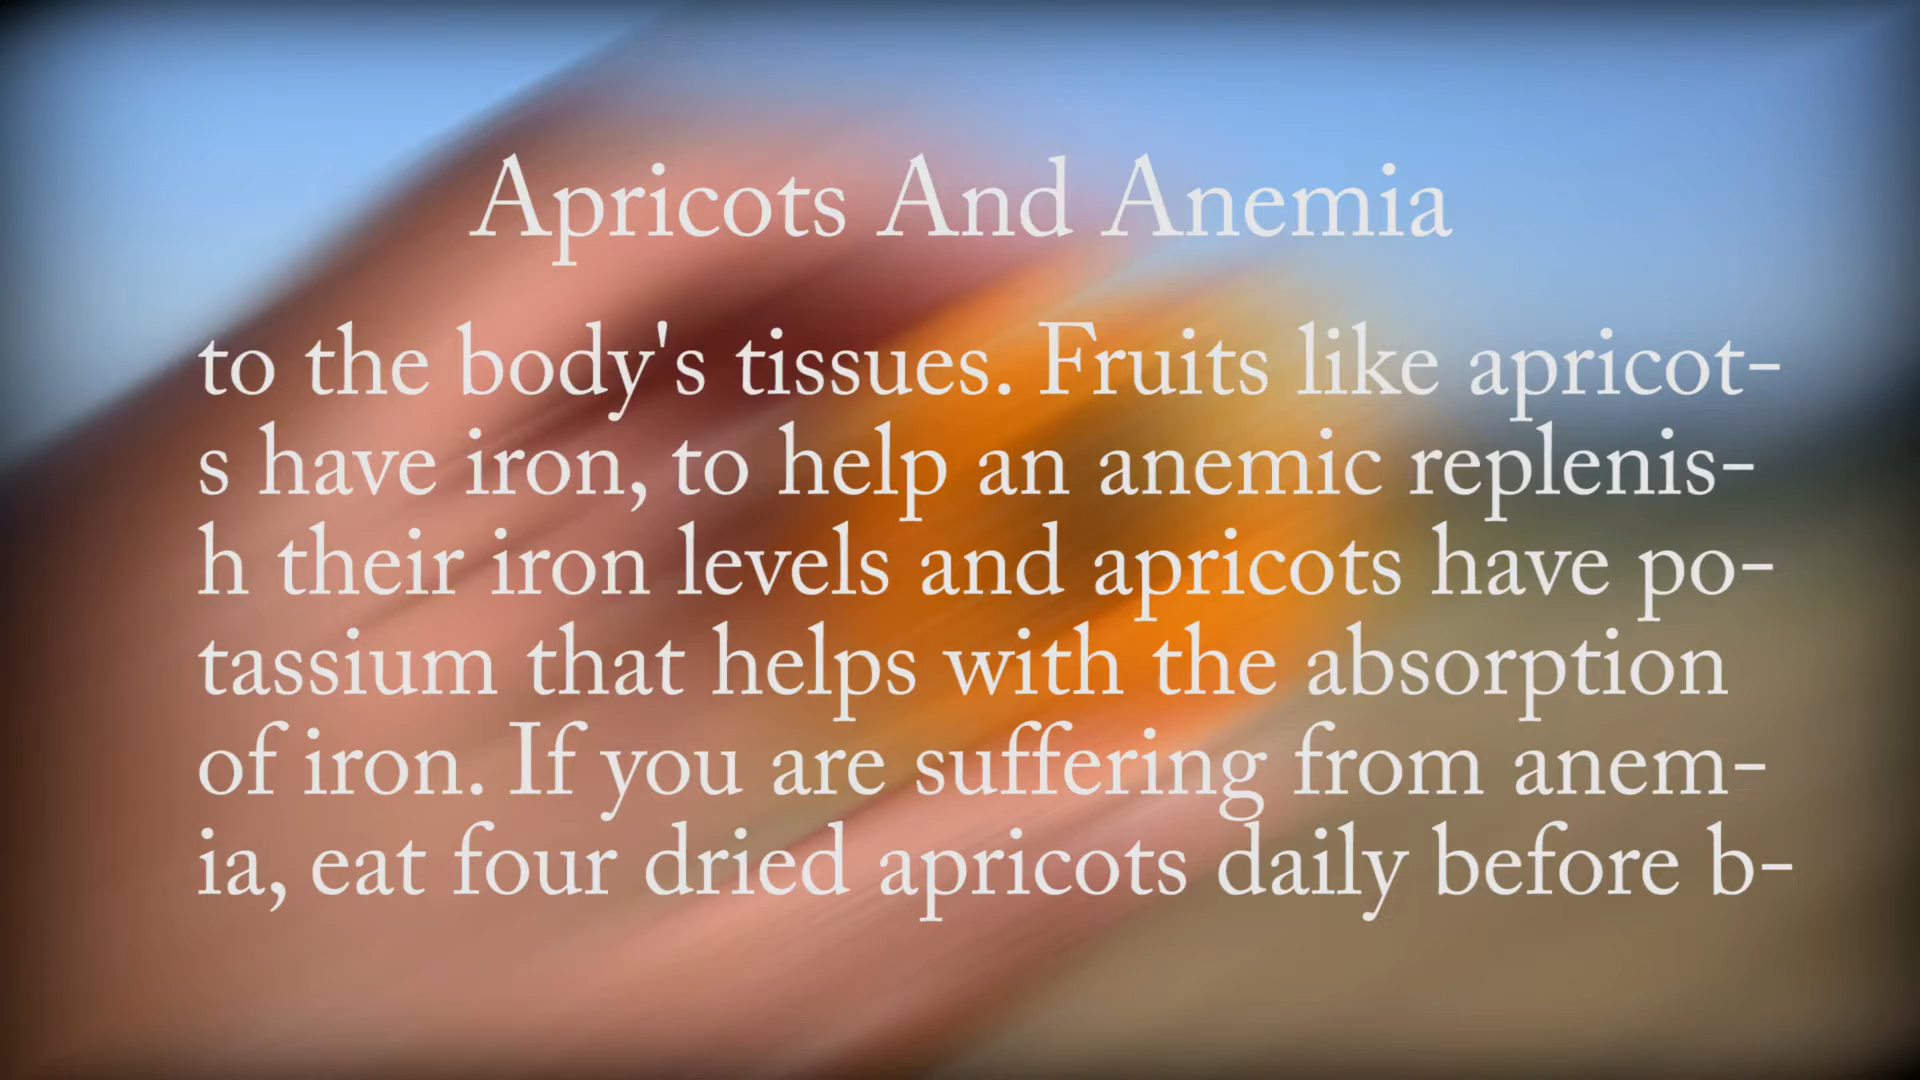 Apricots And Anemia
to the body's tissues. Fruits like apricot-
s have iron, to help an anemic replenis-
h their iron levels and apricots have po-
tassium that helps with the absorption
of iron. If you are suffering from anem-
ia, eat four dried apricots daily before b-